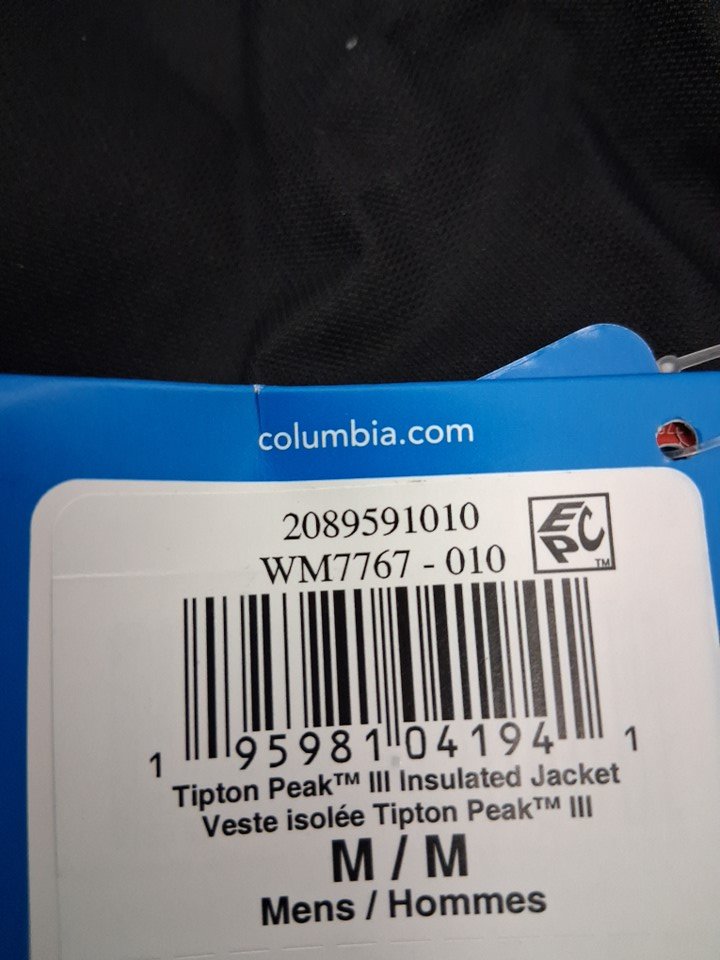 columbia.com
2089591010
WM7767 - 010
EPC™
1 95981 04194 1
Tipton Peak™ III Insulated Jacket
Veste isolée Tipton Peak™ III
M / M
Mens / Hommes